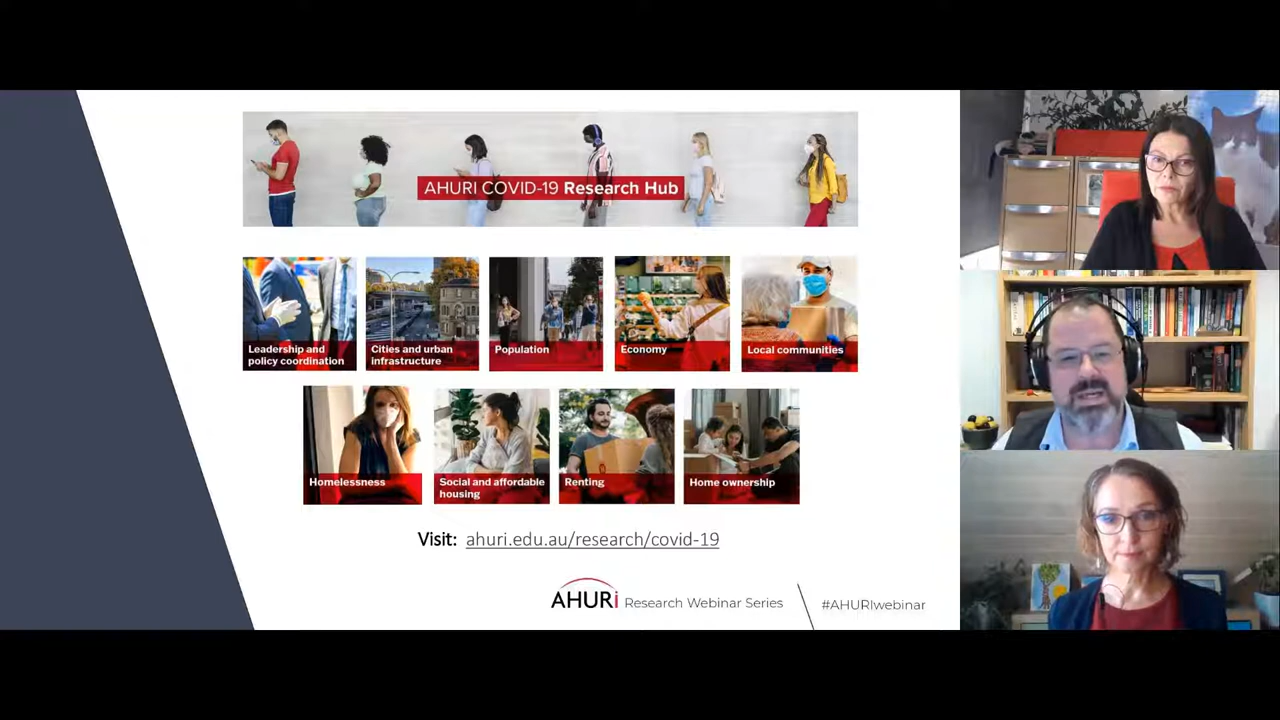 AHURI COVID-19 Research Hub
Leadership and
policy coordination
Cities and urban
infrastructure
Population
Economy
Local communities
Homelessness
Social and affordable
housing
Renting
Home ownership
Visit: ahuri.edu.au/research/covid-19
AHURi Research Webinar Series
#AHURIwebinar